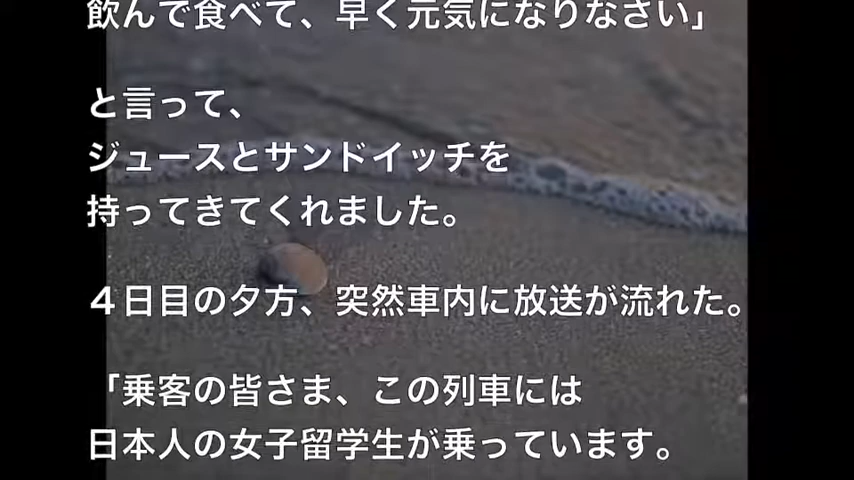 飲んで食べて、早く元気になりなさい」
と言って、
ジュースとサンドイッチを
持ってきてくれました。
４日目の夕方、突然車内に放送が流れた。
「乗客の皆さま、この列車には
日本人の女子留学生が乗っています。